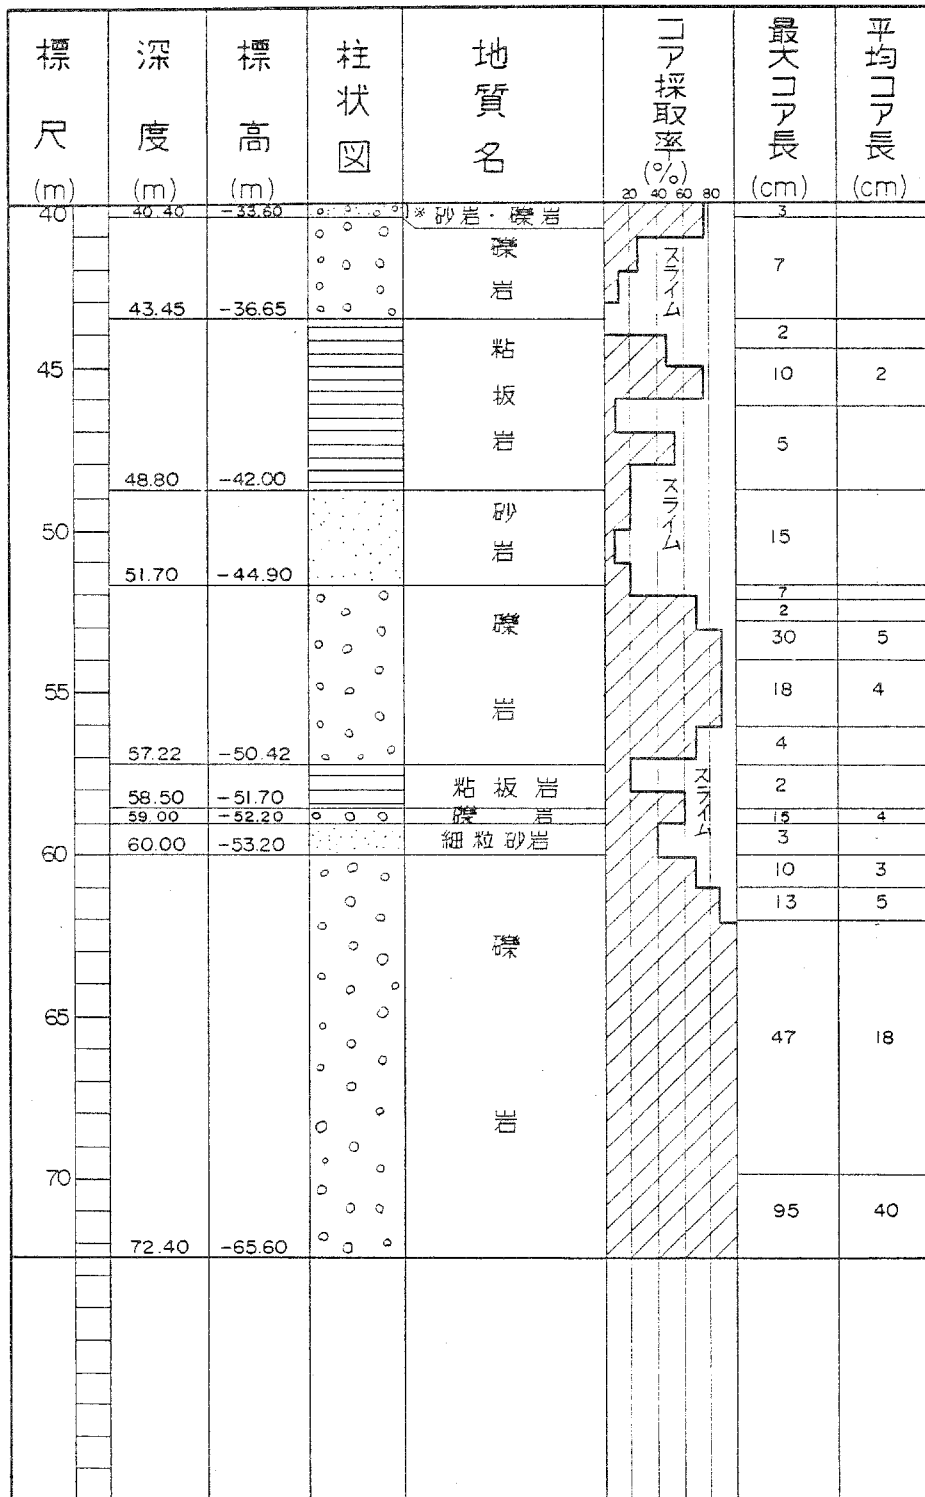 標尺(m) 深度(m) 標高(m) 柱状図 地質名 コア採取率(%) 最大コア長(cm) 平均コア長(cm)
20 40 60 80
40 40.40 -33.60 ※砂岩・礫岩 3
礫岩 スライム 7
43.45 -36.65
2
45 粘板岩 10 2
5
48.80 -42.00
スライム
50 砂岩 15
51.70 -44.90
7
2
礫岩 30 5
55 18 4
57.22 -50.42 4
58.50 -51.70 粘板岩 スライム 2
59.00 -52.20 礫岩 15 4
60.00 -53.20 細粒砂岩 3
60
10 3
13 5
65 礫岩 47 18
70
95 40
72.40 -65.60